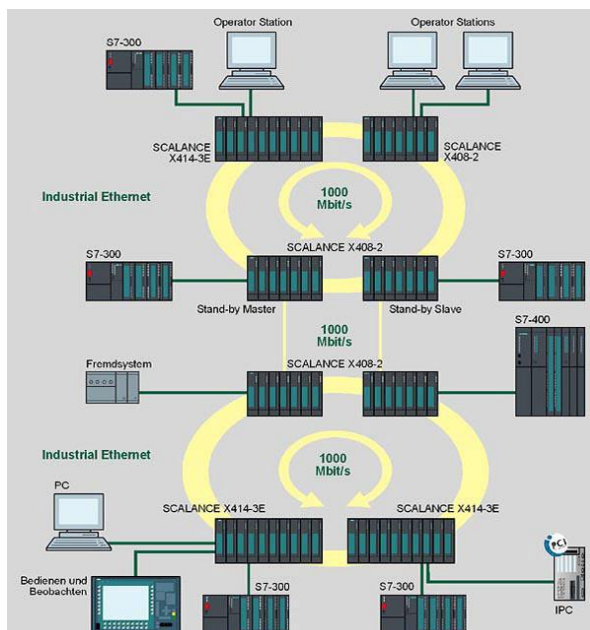 Operator Station
Operator Stations
S7-300
SCALANCE
X414-3E
SCALANCE
X408-2
1000
Mbit/s
Industrial Ethernet
S7-300
SCALANCE X408-2
S7-300
Stand-by Master
Stand-by Slave
S7-400
1000
Mbit/s
Fremdsystem
SCALANCE X408-2
Industrial Ethernet
1000
Mbit/s
PC
SCALANCE X414-3E
SCALANCE X414-3E
Bedienen und
Beobachten
S7-300
S7-300
IPC